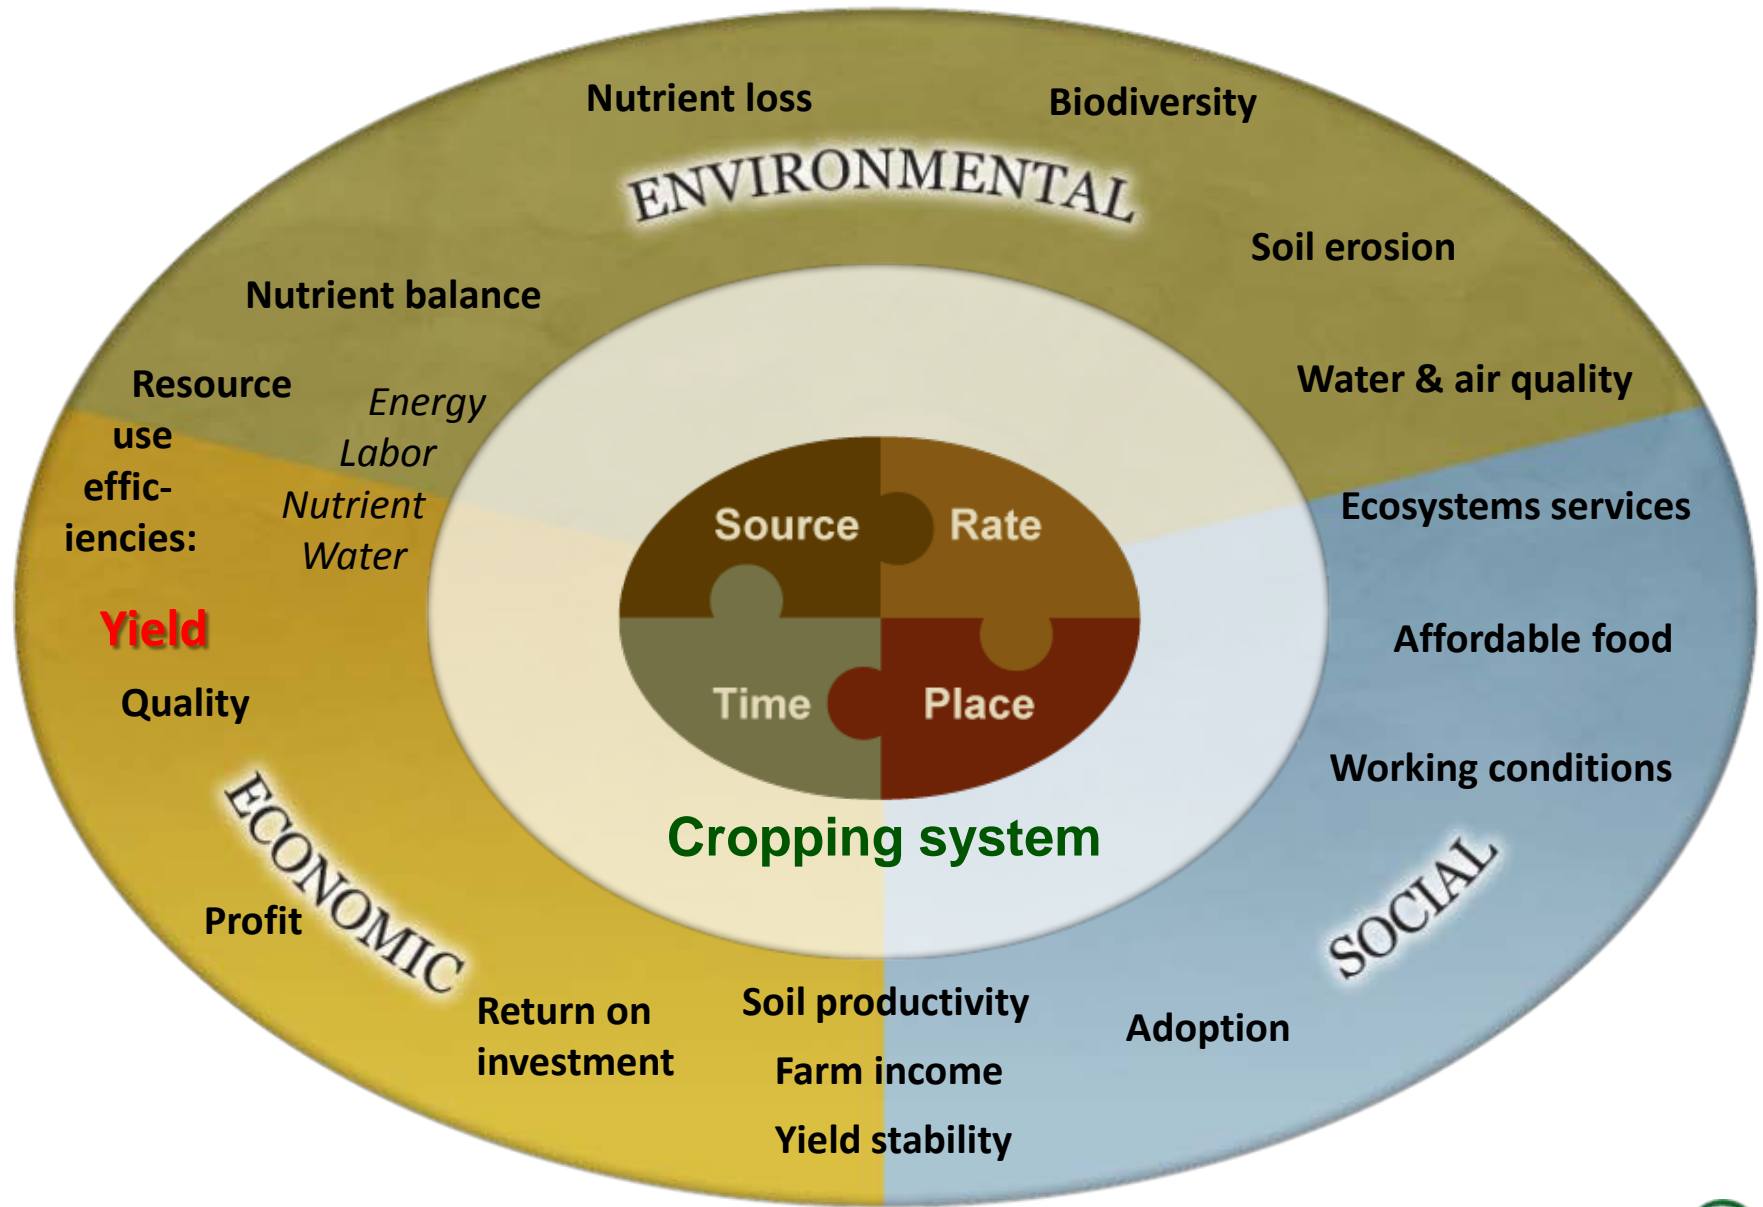 Nutrient loss
Biodiversity
ENVIRONMENTAL
Soil erosion
Nutrient balance
Water & air quality
Resource
use
effic-
iencies:
Energy
Labor
Nutrient
Water
Yield
Quality
ECONOMIC
Profit
Return on
investment
Source
Rate
Time
Place
Cropping system
Soil productivity
Farm income
Yield stability
Ecosystems services
Affordable food
Working conditions
SOCIAL
Adoption